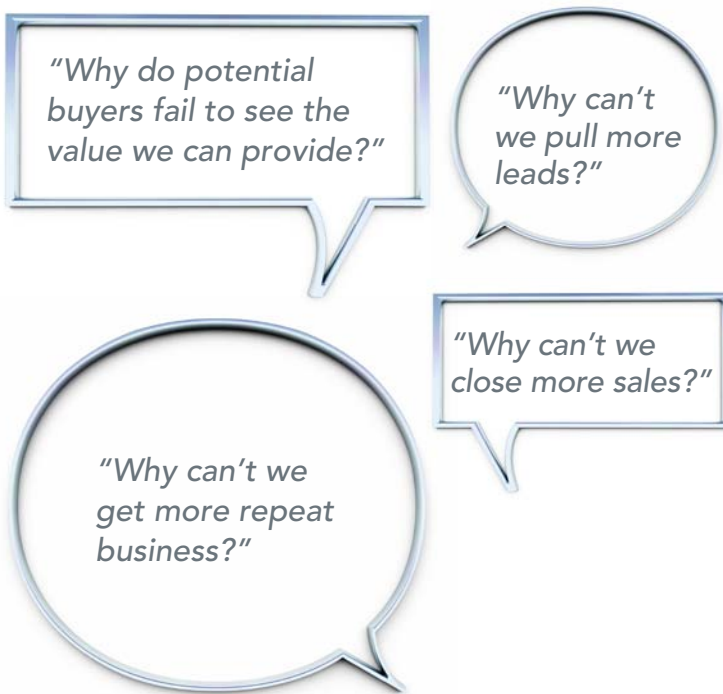 “Why do potential
buyers fail to see the
value we can provide?”
“Why can’t
we pull more
leads?”
“Why can’t we
close more sales?”
“Why can’t we
get more repeat
business?”